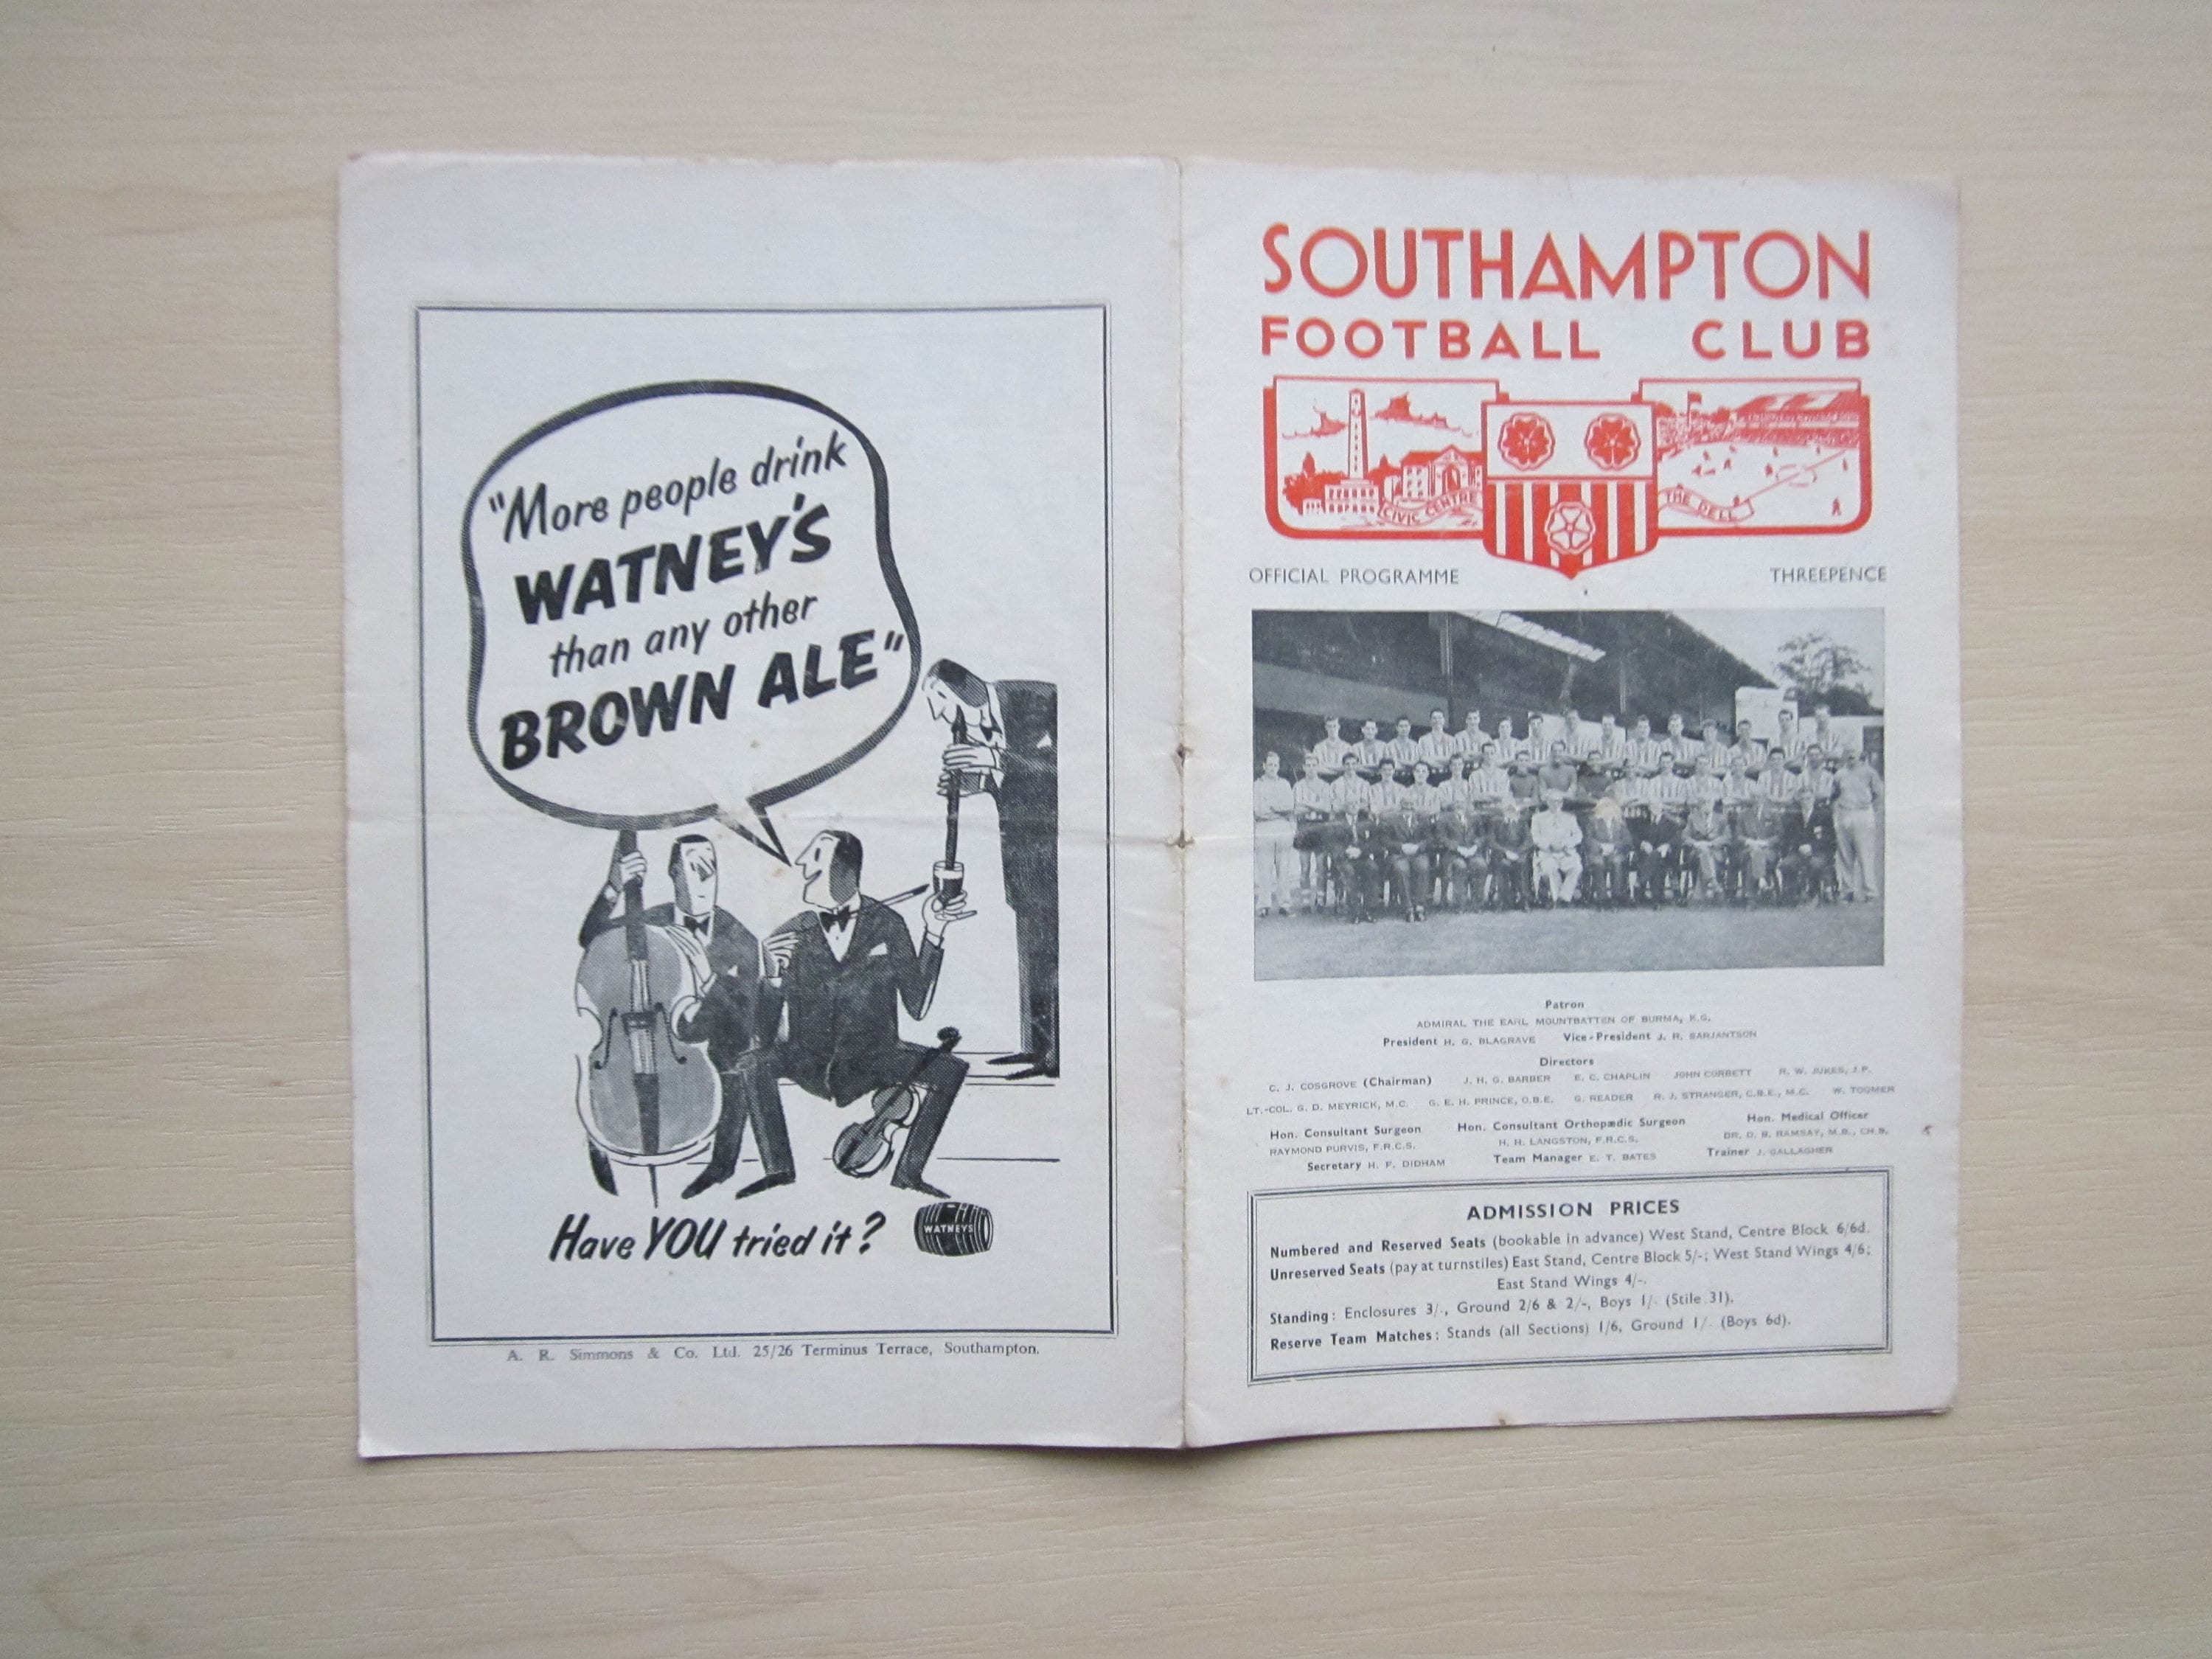 "More people drink
WATNEY'S
than any other
BROWN ALE"
Have YOU tried it?
WATNEYS
A. R. Simmons & Co. Ltd. 25/26 Terminus Terrace, Southampton.
SOUTHAMPTON
FOOTBALL CLUB
CIVIC CENTRE
THE DELL
OFFICIAL PROGRAMME THREEPENCE
Patron
ADMIRAL THE EARL MOUNTBATTEN OF BURMA, K.G.
President H. G. BLAGRAVE Vice-President J. R. SARJANTSON
Directors
C. J. COSGROVE (Chairman) J. H. G. BARBER E. C. CHAPLIN JOHN CORBETT R. W. JUKES, J.P.
LT.-COL. G. D. MEYRICK, M.C. G. E. H. PRINCE, O.B.E. G. READER R. J. STRANGER, C.B.E., M.C. W. TOOMER
Hon. Consultant Surgeon Hon. Consultant Orthopædic Surgeon Hon. Medical Officer
RAYMOND PURVIS, F.R.C.S. H. H. LANGSTON, F.R.C.S. DR. D. B. RAMSAY, M.B., CH.B.
Secretary H. F. DIDHAM Team Manager E. T. BATES Trainer J. GALLAGHER
ADMISSION PRICES
Numbered and Reserved Seats (bookable in advance) West Stand, Centre Block 6/6d.
Unreserved Seats (pay at turnstiles) East Stand, Centre Block 5/-; West Stand Wings 4/6;
East Stand Wings 4/-.
Standing: Enclosures 3/-, Ground 2/6 & 2/-, Boys 1/- (Stile 31).
Reserve Team Matches: Stands (all Sections) 1/6, Ground 1/- (Boys 6d).